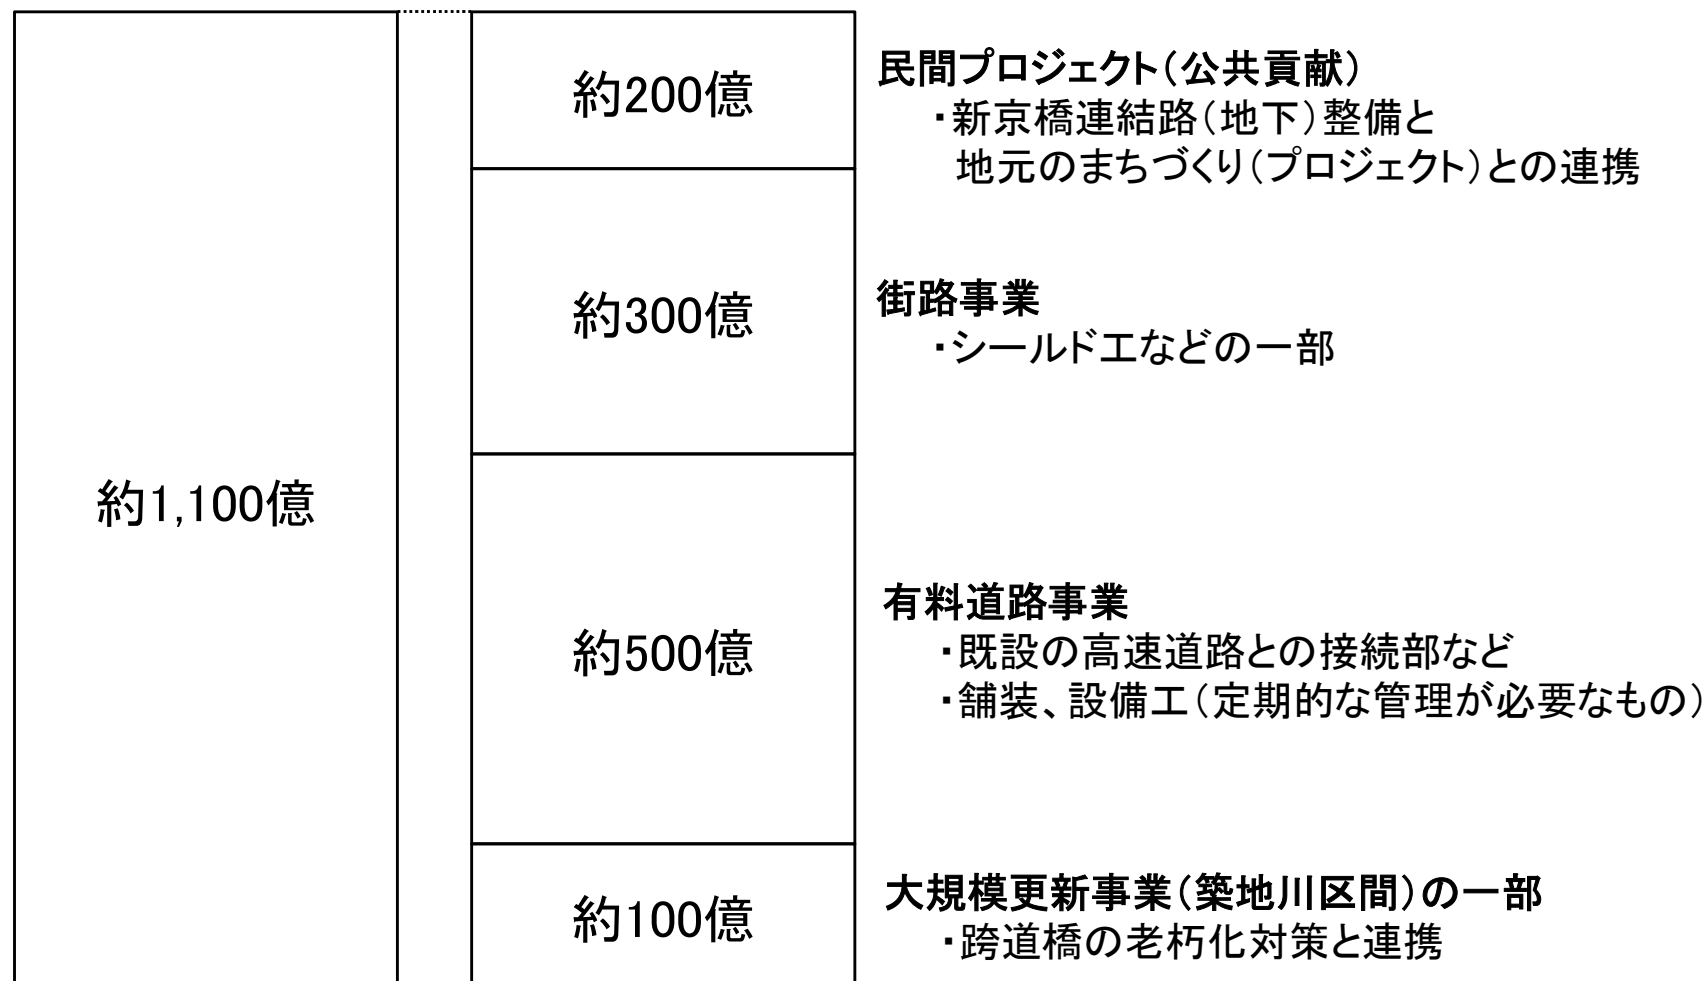 約1,100億
約200億
民間プロジェクト（公共貢献）
・新京橋連結路（地下）整備と
地元のまちづくり（プロジェクト）との連携
約300億
街路事業
・シールド工などの一部
約500億
有料道路事業
・既設の高速道路との接続部など
・舗装、設備工（定期的な管理が必要なもの）
約100億
大規模更新事業（築地川区間）の一部
・跨道橋の老朽化対策と連携